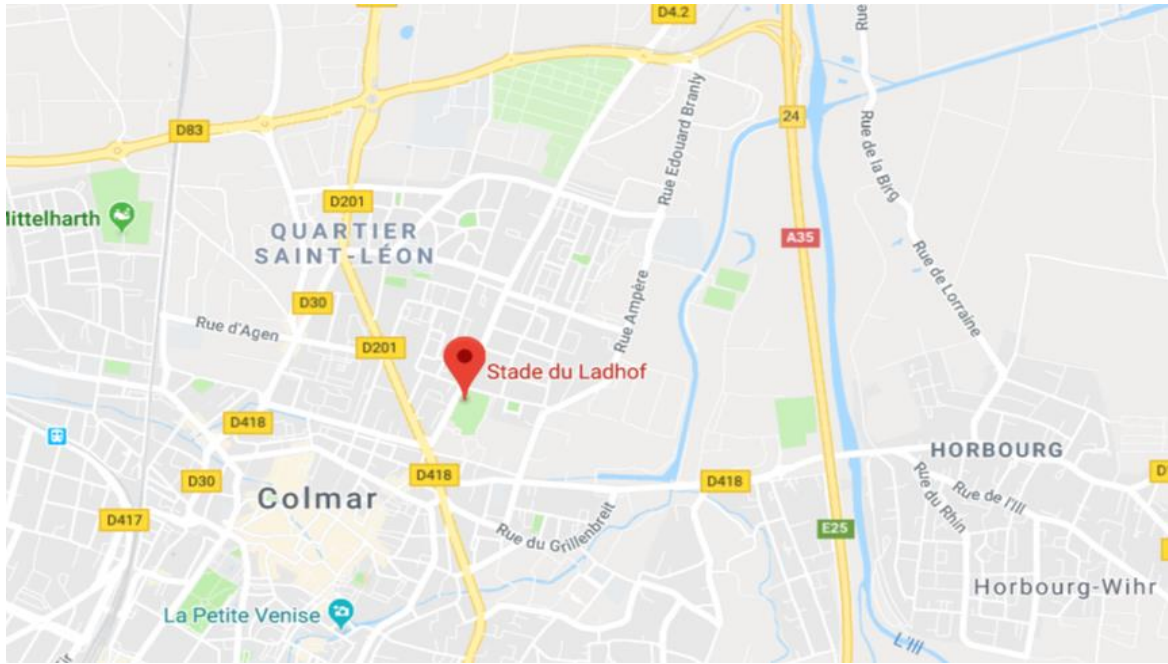 D4.2
Rue
D83
24
Rue Edouard Branly
Rue de la Birg
Mittelharth
D201
QUARTIER
SAINT-LÉON
A35
Rue de Lorraine
D30
Rue Ampère
Rue d'Agen
D201
Stade du Ladhof
D418
D418
D418
HORBOURG
D30
Colmar
Rue du Rhin
Rue de l'Ill
D417
Rue du Grillenbreit
E25
Horbourg-Wihr
La Petite Venise
L'Ill